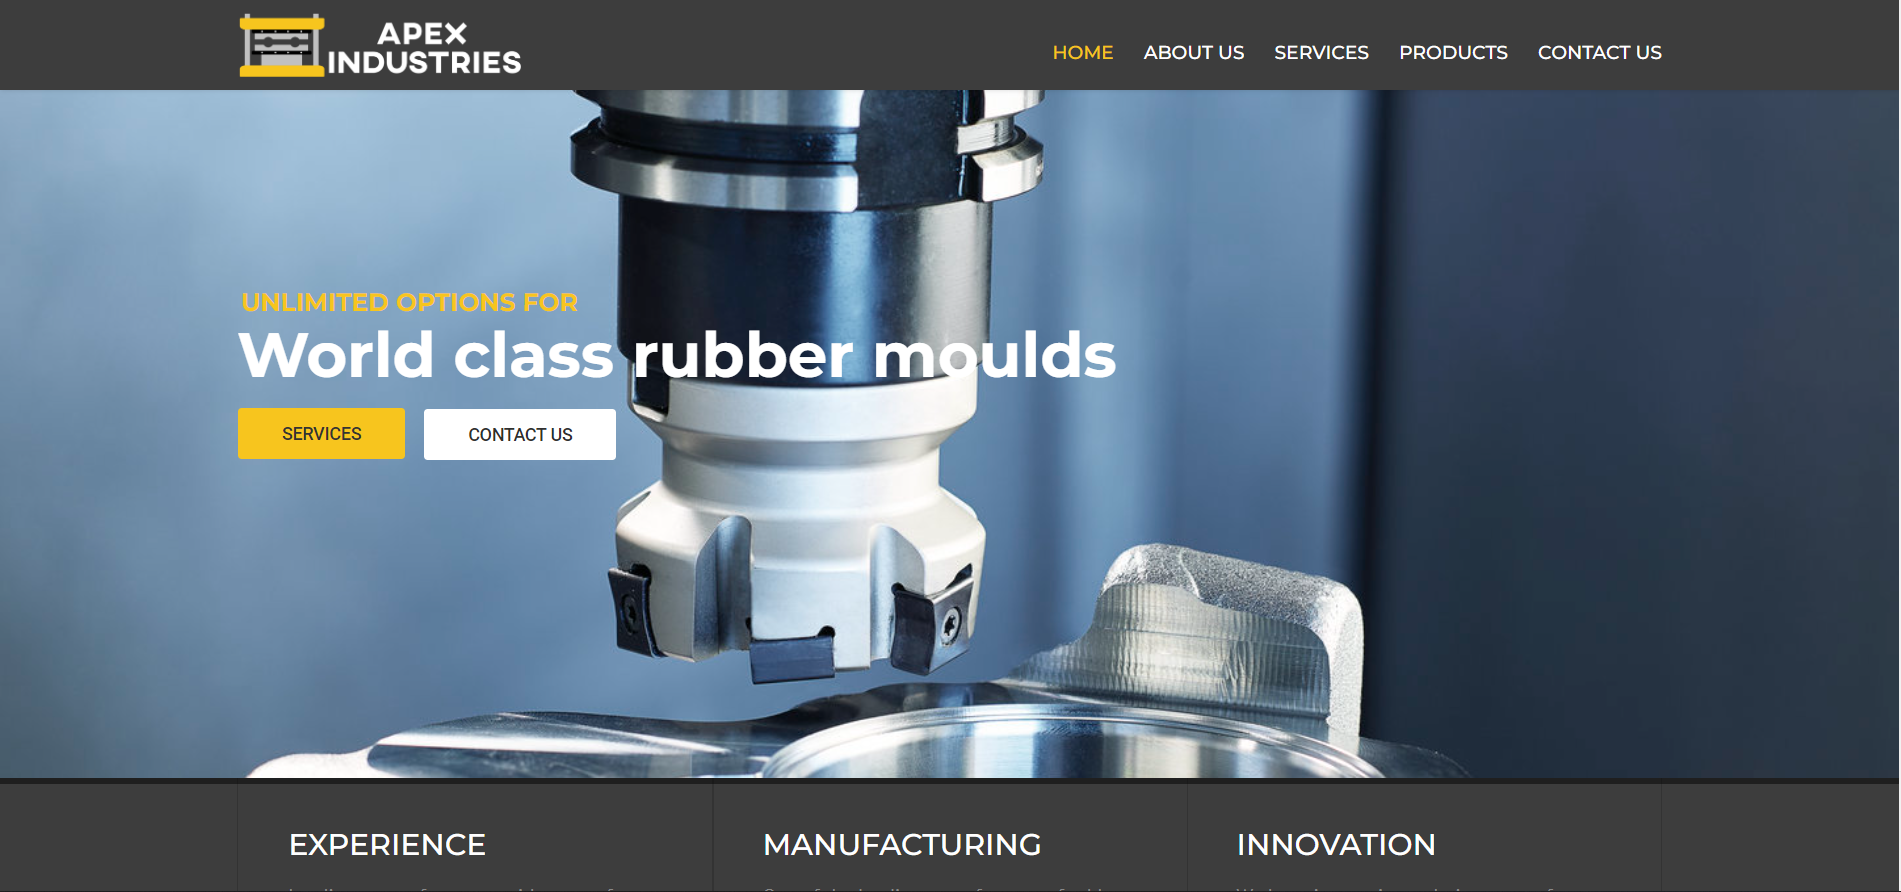 APEX
INDUSTRIES
HOME ABOUT US SERVICES PRODUCTS CONTACT US
UNLIMITED OPTIONS FOR
World class rubber moulds
SERVICES CONTACT US
EXPERIENCE MANUFACTURING INNOVATION